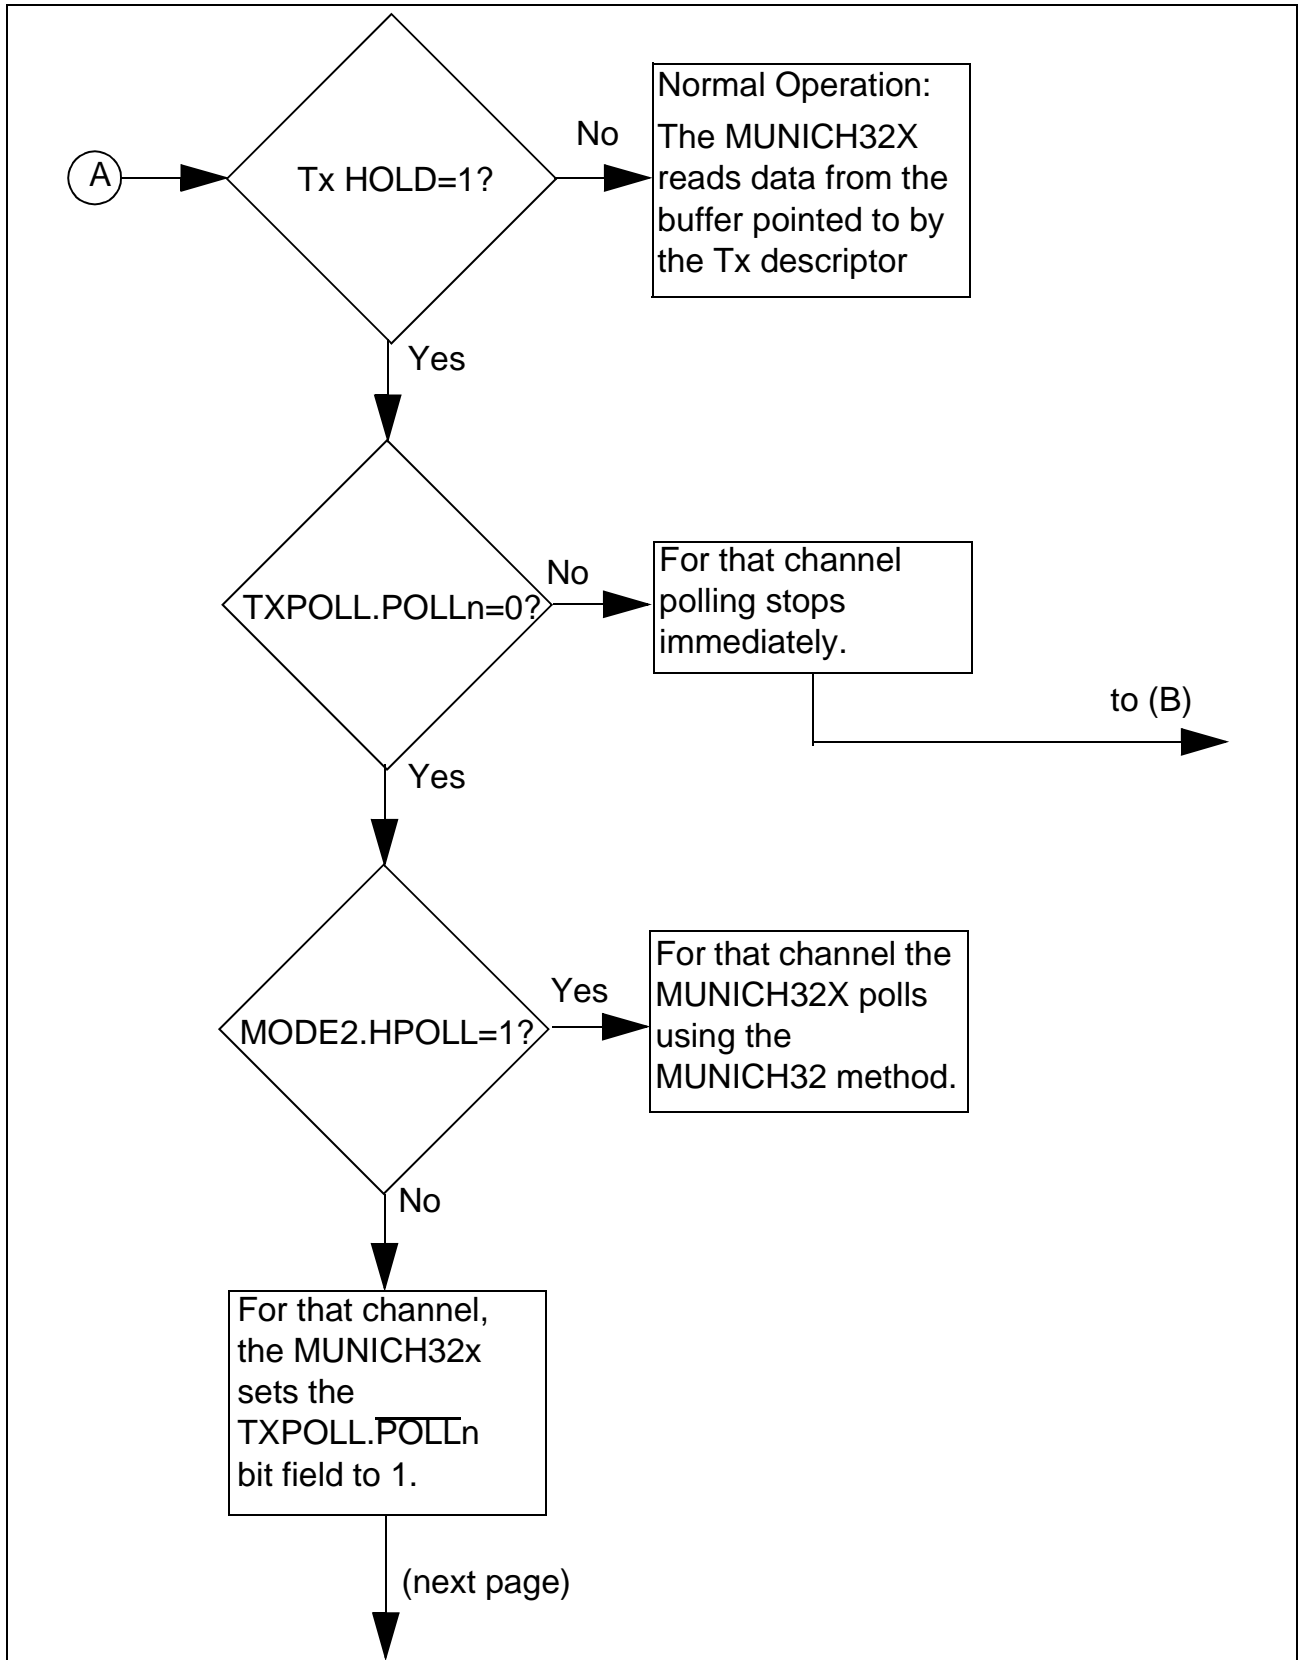 A
Tx HOLD=1?
No
Normal Operation:
The MUNICH32X
reads data from the
buffer pointed to by
the Tx descriptor
Yes
TXPOLL.POLLn=0?
No
For that channel
polling stops
immediately.
to (B)
Yes
MODE2.HPOLL=1?
Yes
For that channel the
MUNICH32X polls
using the
MUNICH32 method.
No
For that channel,
the MUNICH32x
sets the
TXPOLL.P̅O̅L̅L̅n
bit field to 1.
(next page)